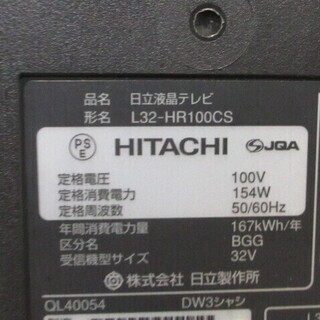 品名 日立液晶テレビ
形名 L32-HR100CS
PS E HITACHI JQA
定格電圧 100V
定格消費電力 154W
定格周波数 50/60Hz
年間消費電力量 167kWh/年
区分名 BGG
受信機型サイズ 32V
株式会社 日立製作所
QL40054 DW3シャシ